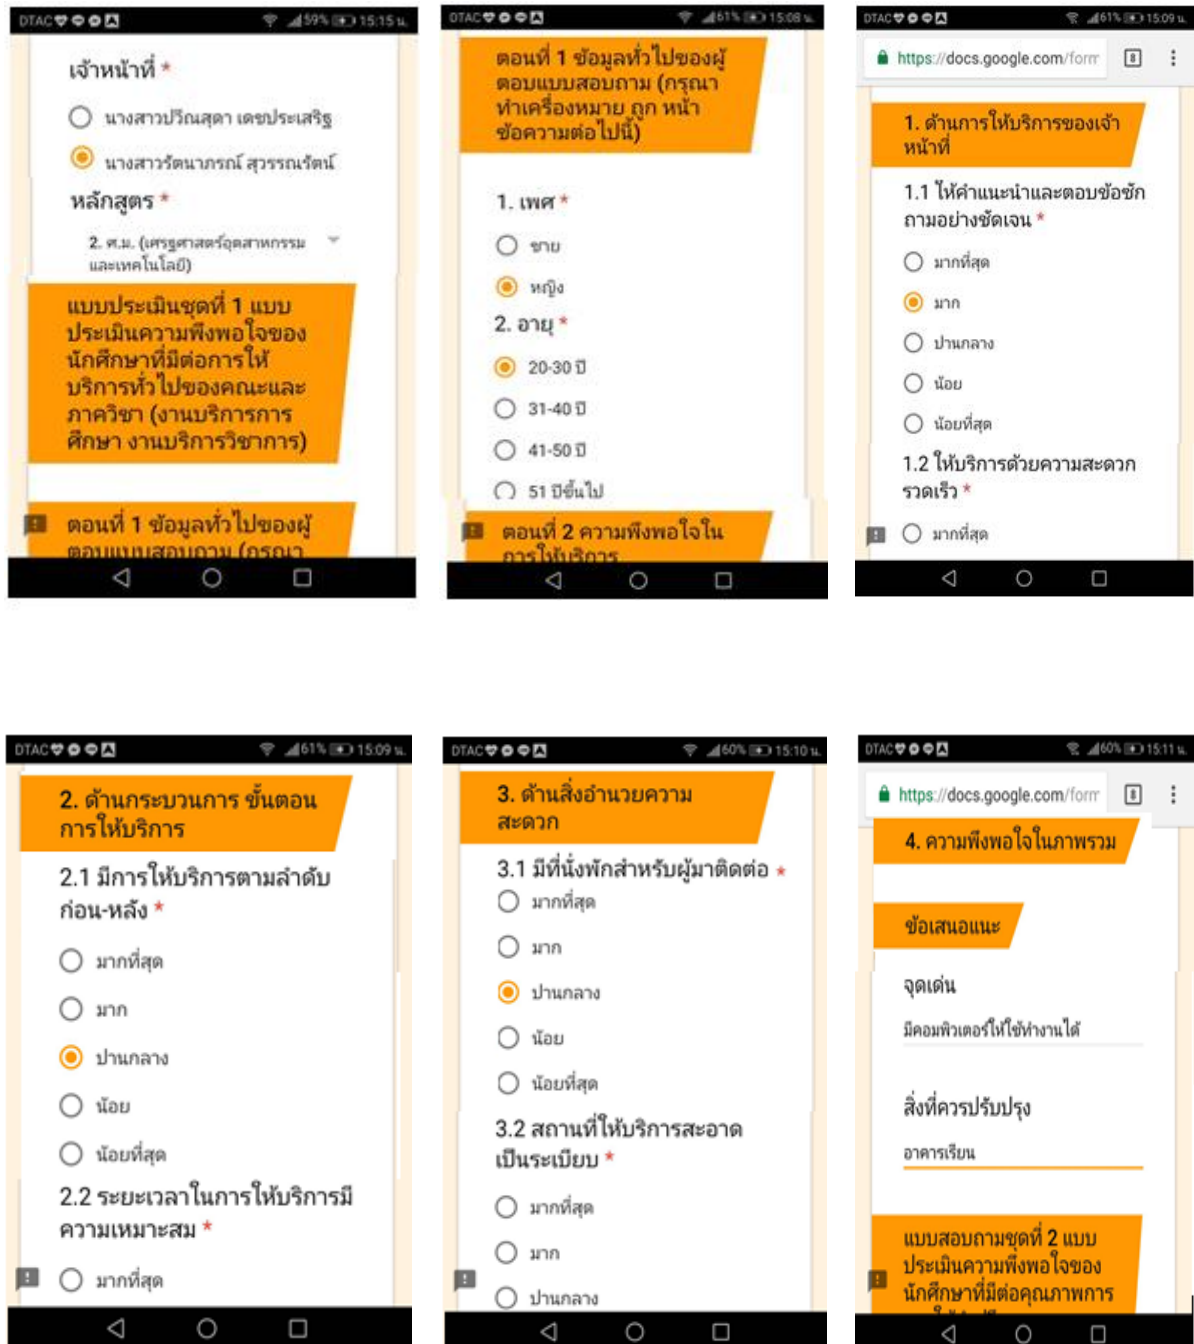 DTAC 59% 15:15 น.
เจ้าหน้าที่ *
นางสาวปวีณสุดา เดชประเสริฐ
นางสาวรัตนาภรณ์ สุวรรณรัตน์
หลักสูตร *
2. ศ.ม. (เศรษฐศาสตร์อุตสาหกรรม
และเทคโนโลยี)
แบบประเมินชุดที่ 1 แบบ
ประเมินความพึงพอใจของ
นักศึกษาที่มีต่อการให้
บริการทั่วไปของคณะและ
ภาควิชา (งานบริการการ
ศึกษา งานบริการวิชาการ)
ตอนที่ 1 ข้อมูลทั่วไปของผู้
ตอบแบบสอบถาม (กรุณา
DTAC 61% 15:08 น.
ตอนที่ 1 ข้อมูลทั่วไปของผู้
ตอบแบบสอบถาม (กรุณา
ทำเครื่องหมาย ถูก หน้า
ข้อความต่อไปนี้)
1. เพศ *
ชาย
หญิง
2. อายุ *
20-30 ปี
31-40 ปี
41-50 ปี
51 ปีขึ้นไป
ตอนที่ 2 ความพึงพอใจใน
การให้บริการ
DTAC 61% 15:09 น.
https://docs.google.com/form 8
1. ด้านการให้บริการของเจ้า
หน้าที่
1.1 ให้คำแนะนำและตอบข้อซัก
ถามอย่างชัดเจน *
มากที่สุด
มาก
ปานกลาง
น้อย
น้อยที่สุด
1.2 ให้บริการด้วยความสะดวก
รวดเร็ว *
มากที่สุด
DTAC 61% 15:09 น.
2. ด้านกระบวนการ ขั้นตอน
การให้บริการ
2.1 มีการให้บริการตามลำดับ
ก่อน-หลัง *
มากที่สุด
มาก
ปานกลาง
น้อย
น้อยที่สุด
2.2 ระยะเวลาในการให้บริการมี
ความเหมาะสม *
มากที่สุด
DTAC 60% 15:10 น.
3. ด้านสิ่งอำนวยความ
สะดวก
3.1 มีที่นั่งพักสำหรับผู้มาติดต่อ *
มากที่สุด
มาก
ปานกลาง
น้อย
น้อยที่สุด
3.2 สถานที่ให้บริการสะอาด
เป็นระเบียบ *
มากที่สุด
มาก
ปานกลาง
DTAC 60% 15:11 น.
https://docs.google.com/form 8
4. ความพึงพอใจในภาพรวม
ข้อเสนอแนะ
จุดเด่น
มีคอมพิวเตอร์ให้ใช้ทำงานได้
สิ่งที่ควรปรับปรุง
อาคารเรียน
แบบสอบถามชุดที่ 2 แบบ
ประเมินความพึงพอใจของ
นักศึกษาที่มีต่อคุณภาพการ